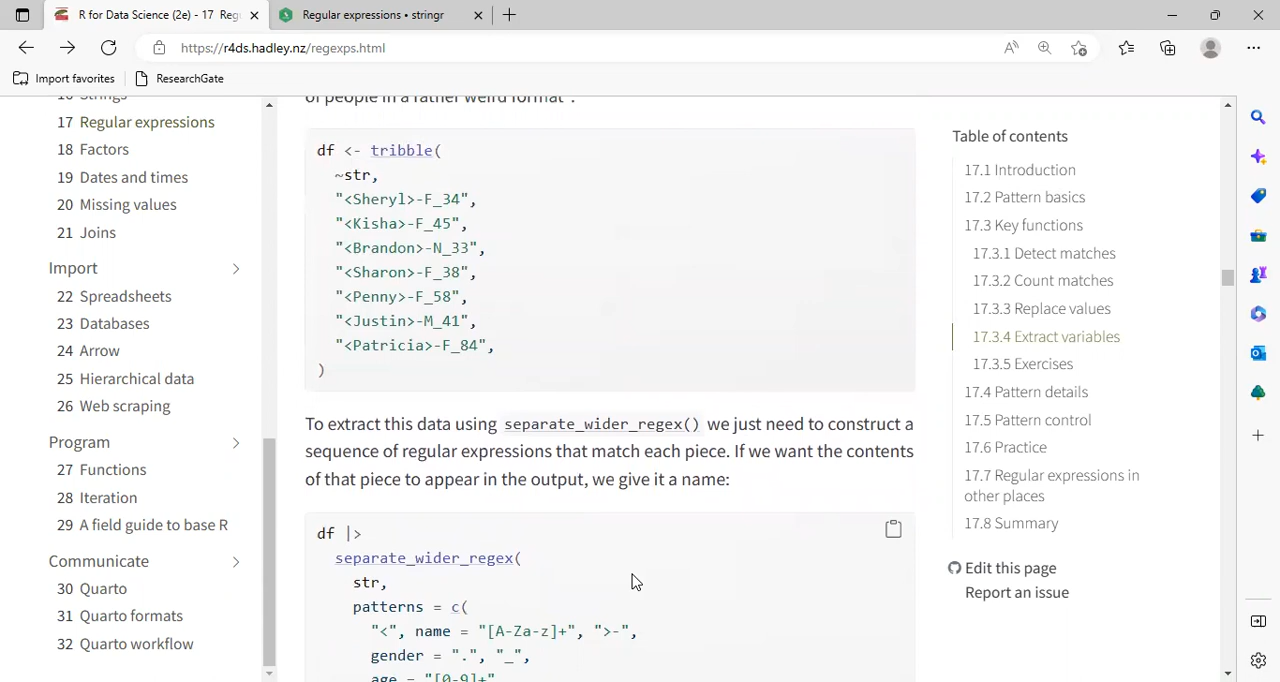 R for Data Science (2e) - 17 Regu
Regular expressions • stringr
https://r4ds.hadley.nz/regexps.html
Import favorites
ResearchGate
16 Strings
17 Regular expressions
18 Factors
19 Dates and times
20 Missing values
21 Joins
Import
22 Spreadsheets
23 Databases
24 Arrow
25 Hierarchical data
26 Web scraping
Program
27 Functions
28 Iteration
29 A field guide to base R
Communicate
30 Quarto
31 Quarto formats
32 Quarto workflow
of people in a rather weird format :
df <- tribble(
~str,
"<Sheryl>-F_34",
"<Kisha>-F_45",
"<Brandon>-N_33",
"<Sharon>-F_38",
"<Penny>-F_58",
"<Justin>-M_41",
"<Patricia>-F_84",
)
To extract this data using separate_wider_regex() we just need to construct a
sequence of regular expressions that match each piece. If we want the contents
of that piece to appear in the output, we give it a name:
df |>
separate_wider_regex(
str,
patterns = c(
"<", name = "[A-Za-z]+", ">-",
gender = ".", "_",
age = "[0-9]+"
Table of contents
17.1 Introduction
17.2 Pattern basics
17.3 Key functions
17.3.1 Detect matches
17.3.2 Count matches
17.3.3 Replace values
17.3.4 Extract variables
17.3.5 Exercises
17.4 Pattern details
17.5 Pattern control
17.6 Practice
17.7 Regular expressions in
other places
17.8 Summary
Edit this page
Report an issue